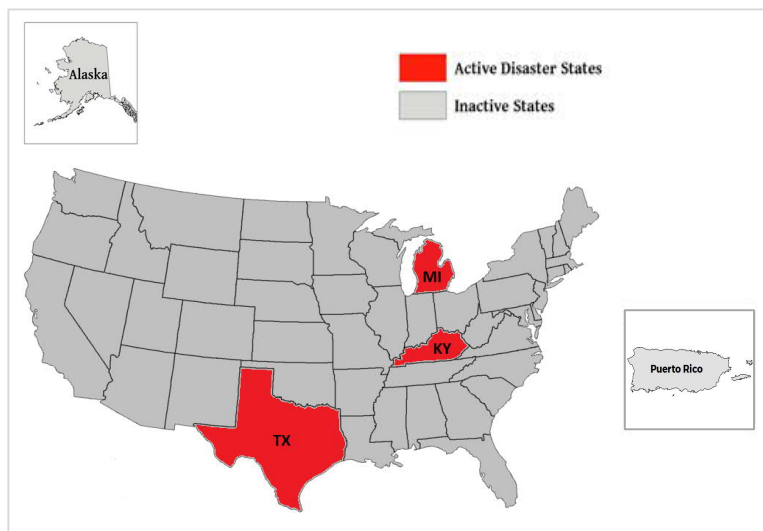 Alaska
Active Disaster States
Inactive States
MI
KY
Puerto Rico
TX